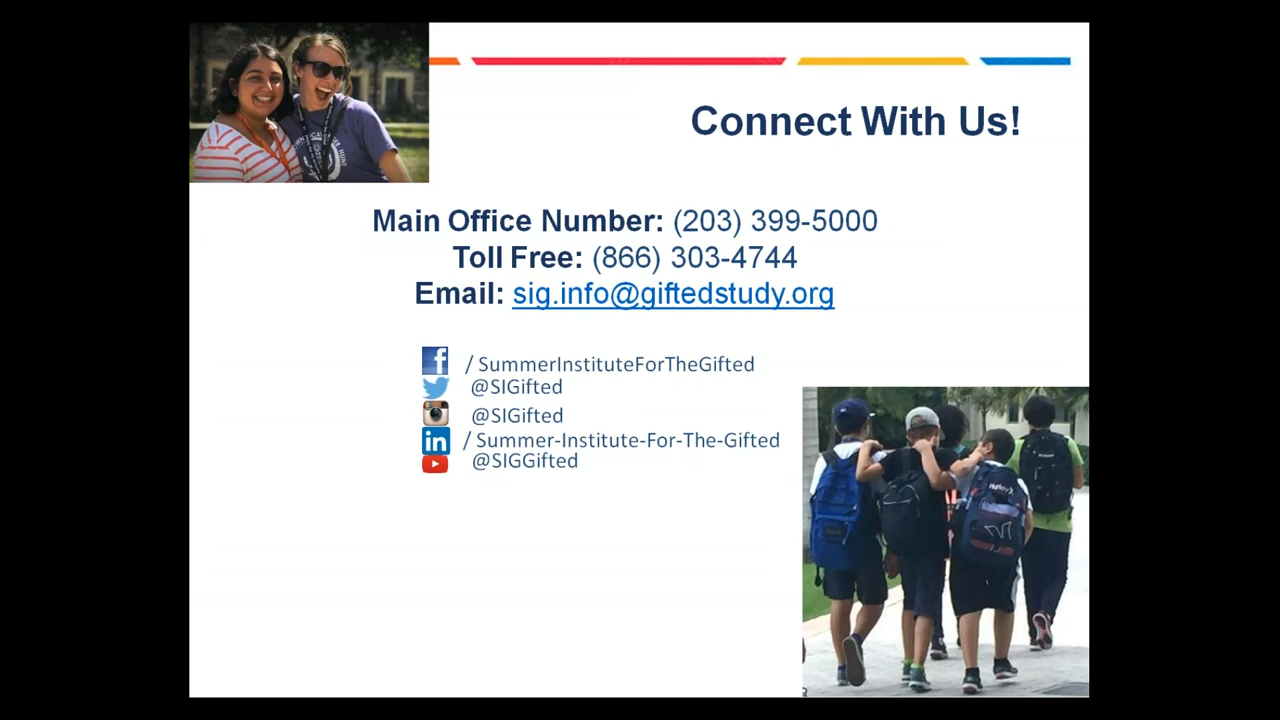 Connect With Us!
Main Office Number: (203) 399-5000
Toll Free: (866) 303-4744
Email: sig.info@giftedstudy.org
/ SummerInstituteForTheGifted
@SIGifted
@SIGifted
/ Summer-Institute-For-The-Gifted
@SIGGifted
Hurley